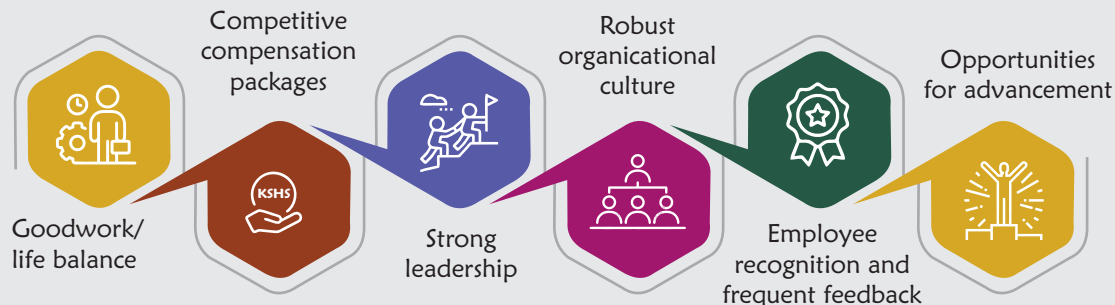 Goodwork/
life balance
Competitive
compensation
packages
KSHS
Strong
leadership
Robust
organicational
culture
Employee
recognition and
frequent feedback
Opportunities
for advancement